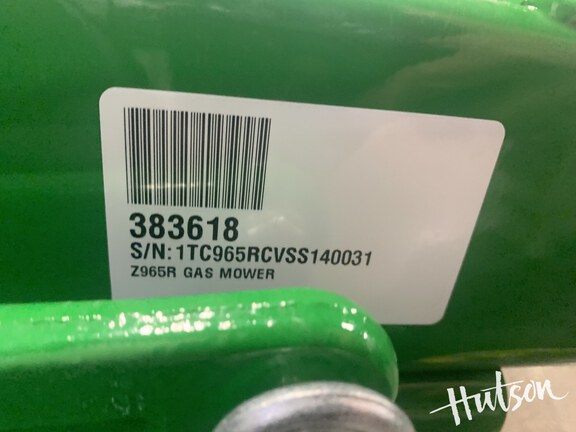 383618
S/N: 1TC965RCVSS140031
Z965R GAS MOWER
Hutson